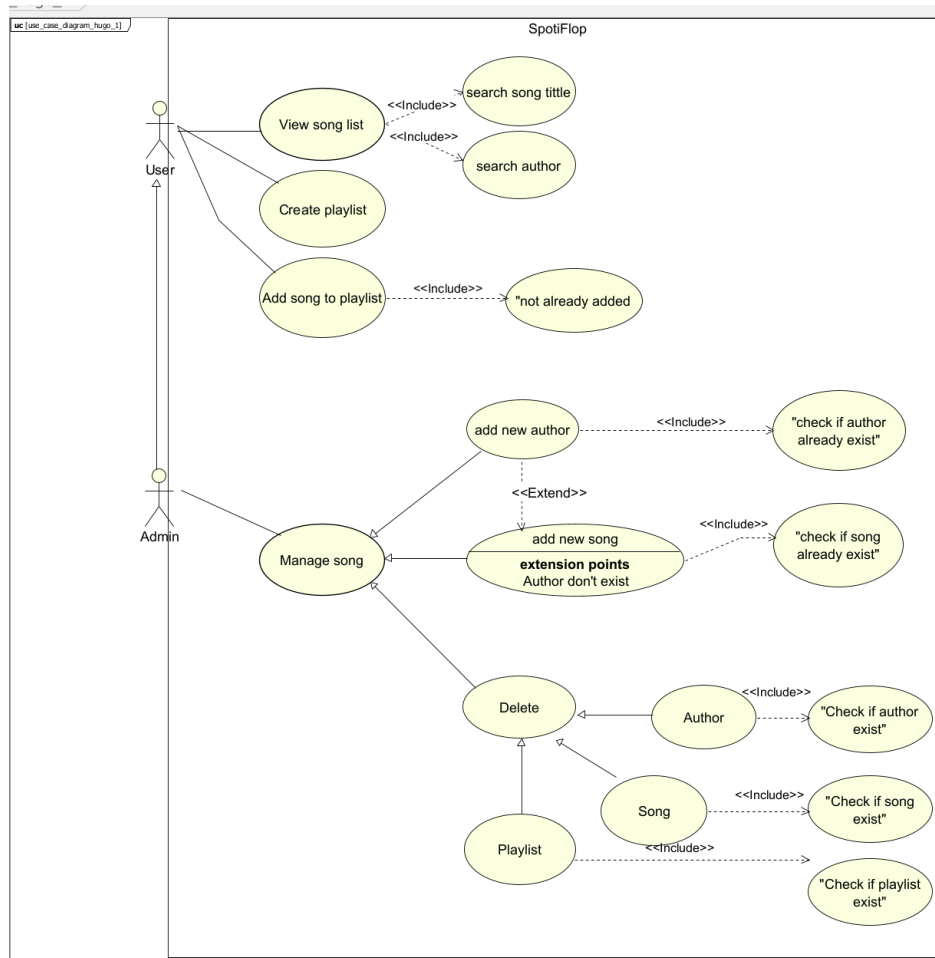 uc [use_case_diagram_hugo_1]
SpotiFlop
search song tittle
<<Include>>
View song list
<<Include>>
search author
User
Create playlist
<<Include>>
Add song to playlist
"not already added
add new author
<<Include>>
"check if author
already exist"
<<Extend>>
<<Include>>
Admin
add new song
"check if song
already exist"
Manage song
extension points
Author don't exist
<<Include>>
Delete
Author
"Check if author
exist"
<<Include>>
Song
"Check if song
exist"
Playlist
<<Include>>
"Check if playlist
exist"